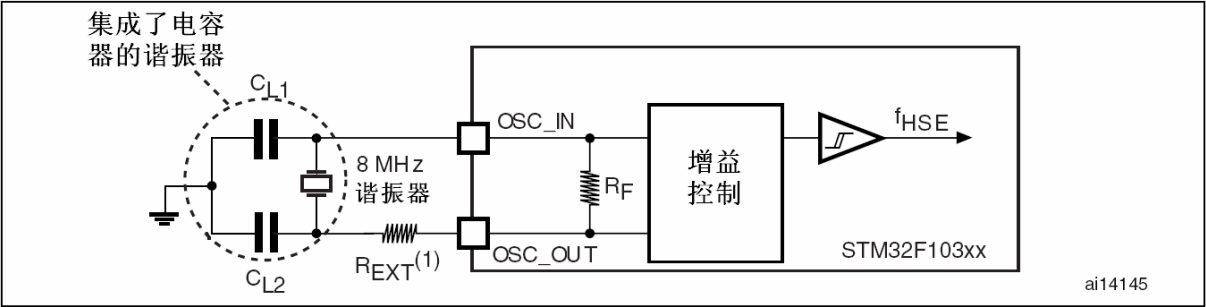 集成了电容
器的谐振器
CL1
OSC_IN
fHSE
8 MHz
谐振器
RF
增益
控制
REXT(1)
OSC_OUT
STM32F103xx
CL2
ai14145